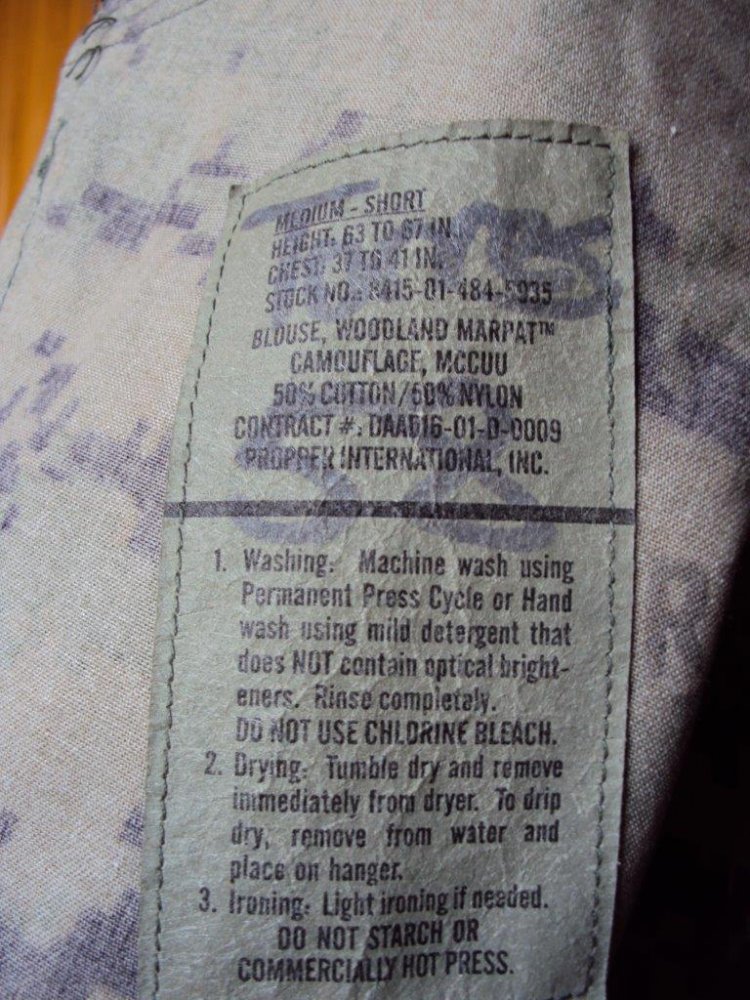 MEDIUM - SHORT
HEIGHT: 63 TO 67 IN.
CHEST: 37 TO 41 IN.
STOCK NO.: 8415-01-484-5935
BLOUSE, WOODLAND MARPAT™
CAMOUFLAGE, MCCUU
50% COTTON/50% NYLON
CONTRACT #: DAAB16-01-D-0009
PROPPER INTERNATIONAL, INC.
1. Washing: Machine wash using
Permanent Press Cycle or Hand
wash using mild detergent that
does NOT contain optical bright-
eners. Rinse completely.
DO NOT USE CHLORINE BLEACH.
2. Drying: Tumble dry and remove
immediately from dryer. To drip
dry, remove from water and
place on hanger.
3. Ironing: Light ironing if needed.
DO NOT STARCH OR
COMMERCIALLY HOT PRESS.